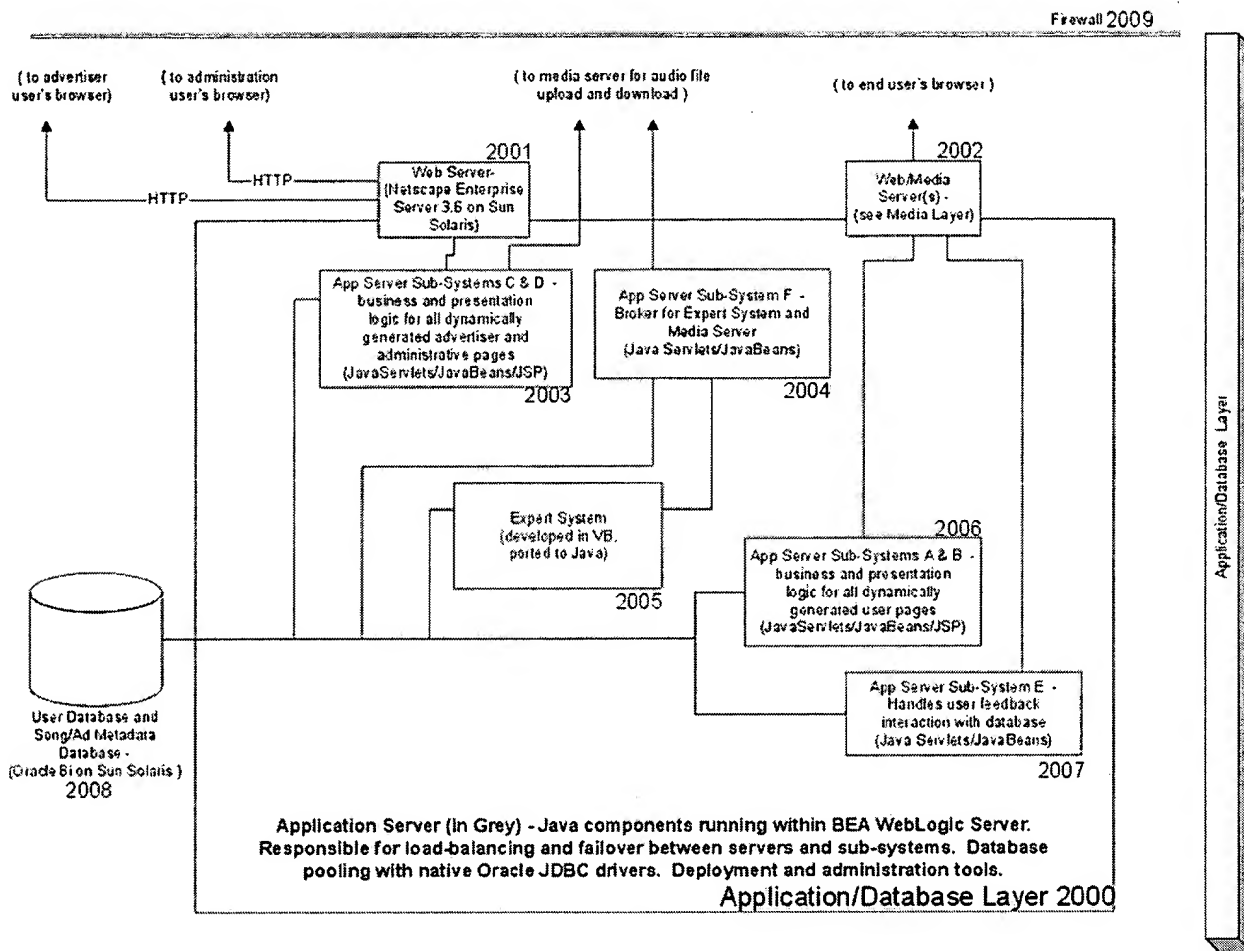 Firewall 2009
( to advertiser
user's browser)
( to administration
user's browser)
( to media server for audio file
upload and download )
( to end user's browser )
HTTP
HTTP
2001
Web Server-
(Netscape Enterprise
Server 3.6 on Sun
Solaris)
2002
Web/Media
Server(s) -
(see Media Layer)
App Server Sub-Systems C & D -
business and presentation
logic for all dynamically
generated advertiser and
administrative pages
(JavaServlets/JavaBeans/JSP)
2003
App Server Sub-System F -
Broker for Expert System and
Media Server
(Java Servlets/JavaBeans)
2004
Expert System
(developed in VB,
ported to Java)
2005
2006
App Server Sub-Systems A & B -
business and presentation
logic for all dynamically
generated user pages
(JavaServlets/JavaBeans/JSP)
App Server Sub-System E -
Handles user feedback
interaction with database
(Java Servlets/JavaBeans)
2007
User Database and
Song/Ad Metadata
Database -
(Oracle 8i on Sun Solaris )
2008
Application Server (in Grey) - Java components running within BEA WebLogic Server.
Responsible for load-balancing and failover between servers and sub-systems. Database
pooling with native Oracle JDBC drivers. Deployment and administration tools.
Application/Database Layer 2000
Application/Database Layer